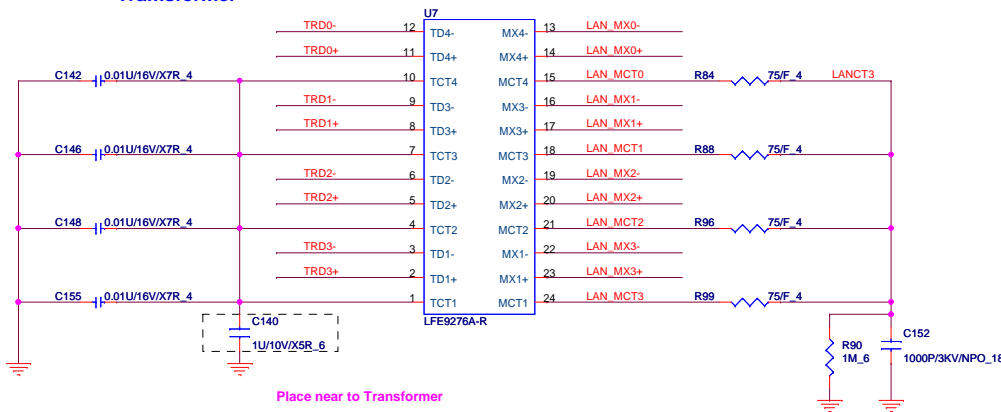 Transformer
U7
TRD0- 12 TD4- MX4- 13 LAN_MX0-
TRD0+ 11 TD4+ MX4+ 14 LAN_MX0+
C142 0.01U/16V/X7R_4 10 TCT4 MCT4 15 LAN_MCT0 R84 75/F_4 LANCT3
TRD1- 9 TD3- MX3- 16 LAN_MX1-
TRD1+ 8 TD3+ MX3+ 17 LAN_MX1+
C146 0.01U/16V/X7R_4 7 TCT3 MCT3 18 LAN_MCT1 R88 75/F_4
TRD2- 6 TD2- MX2- 19 LAN_MX2-
TRD2+ 5 TD2+ MX2+ 20 LAN_MX2+
C148 0.01U/16V/X7R_4 4 TCT2 MCT2 21 LAN_MCT2 R96 75/F_4
TRD3- 3 TD1- MX1- 22 LAN_MX3-
TRD3+ 2 TD1+ MX1+ 23 LAN_MX3+
C155 0.01U/16V/X7R_4 1 TCT1 MCT1 24 LAN_MCT3 R99 75/F_4
C140 LFE9276A-R
1U/10V/X5R_6
R90 C152
1M_6 1000P/3KV/NPO_18
Place near to Transformer